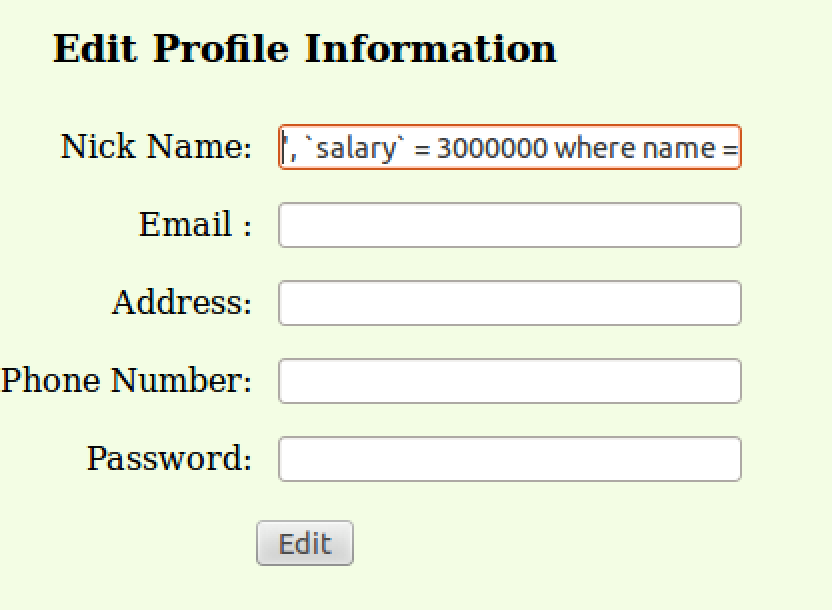 Edit Profile Information
Nick Name: ', `salary` = 3000000 where name =
Email :
Address:
Phone Number:
Password:
Edit